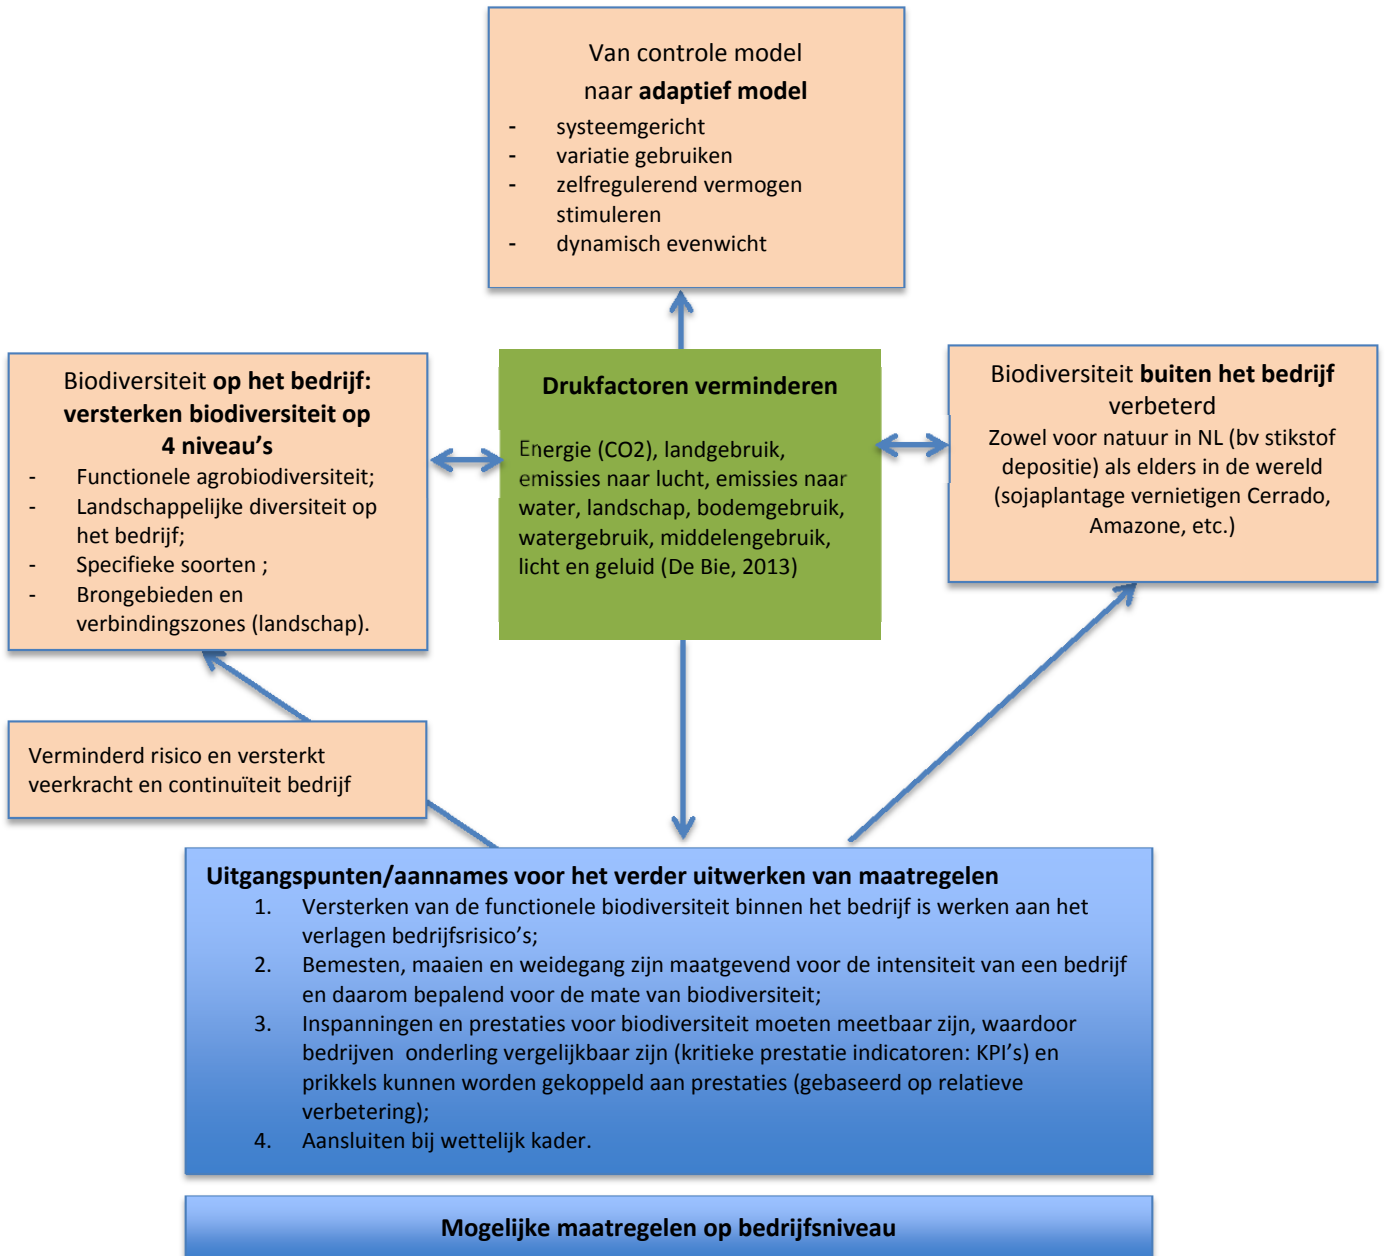 Van controle model
naar adaptief model
- systeemgericht
- variatie gebruiken
- zelfregulerend vermogen
stimuleren
- dynamisch evenwicht
Biodiversiteit op het bedrijf:
versterken biodiversiteit op
4 niveau's
- Functionele agrobiodiversiteit;
- Landschappelijke diversiteit op
het bedrijf;
- Specifieke soorten ;
- Brongebieden en
verbindingszones (landschap).
Drukfactoren verminderen
Energie (CO2), landgebruik,
emissies naar lucht, emissies naar
water, landschap, bodemgebruik,
watergebruik, middelengebruik,
licht en geluid (De Bie, 2013)
Biodiversiteit buiten het bedrijf
verbeterd
Zowel voor natuur in NL (bv stikstof
depositie) als elders in de wereld
(sojaplantage vernietigen Cerrado,
Amazone, etc.)
Verminderd risico en versterkt
veerkracht en continuïteit bedrijf
Uitgangspunten/aannames voor het verder uitwerken van maatregelen
1. Versterken van de functionele biodiversiteit binnen het bedrijf is werken aan het
verlagen bedrijfsrisico's;
2. Bemesten, maaien en weidegang zijn maatgevend voor de intensiteit van een bedrijf
en daarom bepalend voor de mate van biodiversiteit;
3. Inspanningen en prestaties voor biodiversiteit moeten meetbaar zijn, waardoor
bedrijven onderling vergelijkbaar zijn (kritieke prestatie indicatoren: KPI's) en
prikkels kunnen worden gekoppeld aan prestaties (gebaseerd op relatieve
verbetering);
4. Aansluiten bij wettelijk kader.
Mogelijke maatregelen op bedrijfsniveau